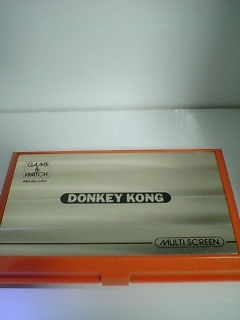 GAME
&
WATCH
Nintendo
DONKEY KONG
MULTI SCREEN